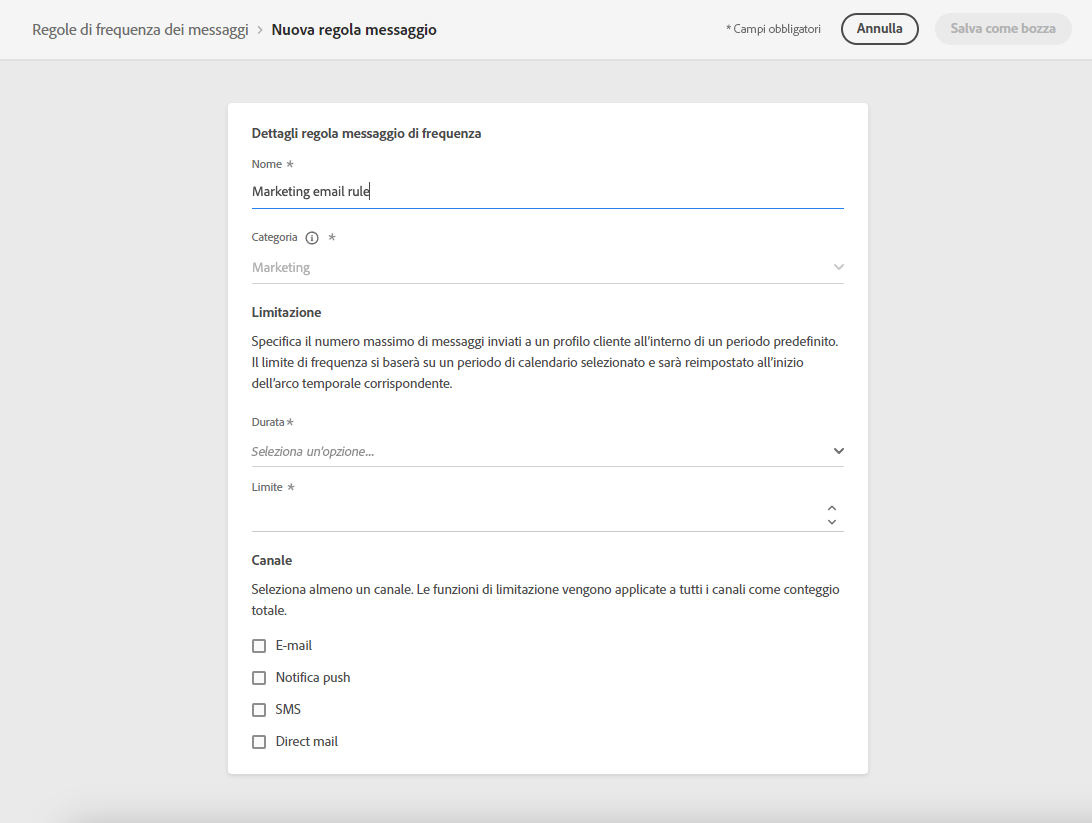 Regole di frequenza dei messaggi › Nuova regola messaggio
* Campi obbligatori
Annulla
Salva come bozza
Dettagli regola messaggio di frequenza
Nome *
Marketing email rule
Categoria ⓘ *
Marketing
Limitazione
Specifica il numero massimo di messaggi inviati a un profilo cliente all’interno di un periodo predefinito.
Il limite di frequenza si baserà su un periodo di calendario selezionato e sarà reimpostato all’inizio
dell’arco temporale corrispondente.
Durata *
Seleziona un’opzione...
Limite *
Canale
Seleziona almeno un canale. Le funzioni di limitazione vengono applicate a tutti i canali come conteggio
totale.
E-mail
Notifica push
SMS
Direct mail